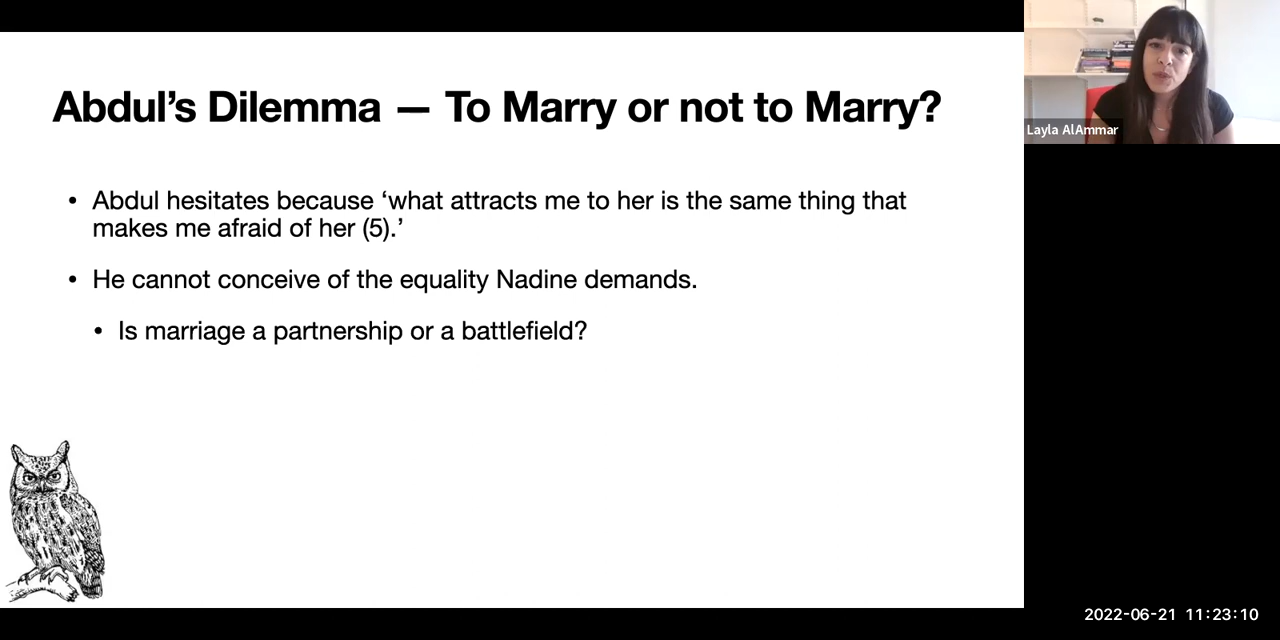 Abdul’s Dilemma — To Marry or not to Marry?
• Abdul hesitates because ‘what attracts me to her is the same thing that
makes me afraid of her (5).’
• He cannot conceive of the equality Nadine demands.
• Is marriage a partnership or a battlefield?
Layla AlAmmar
2022-06-21 11:23:10